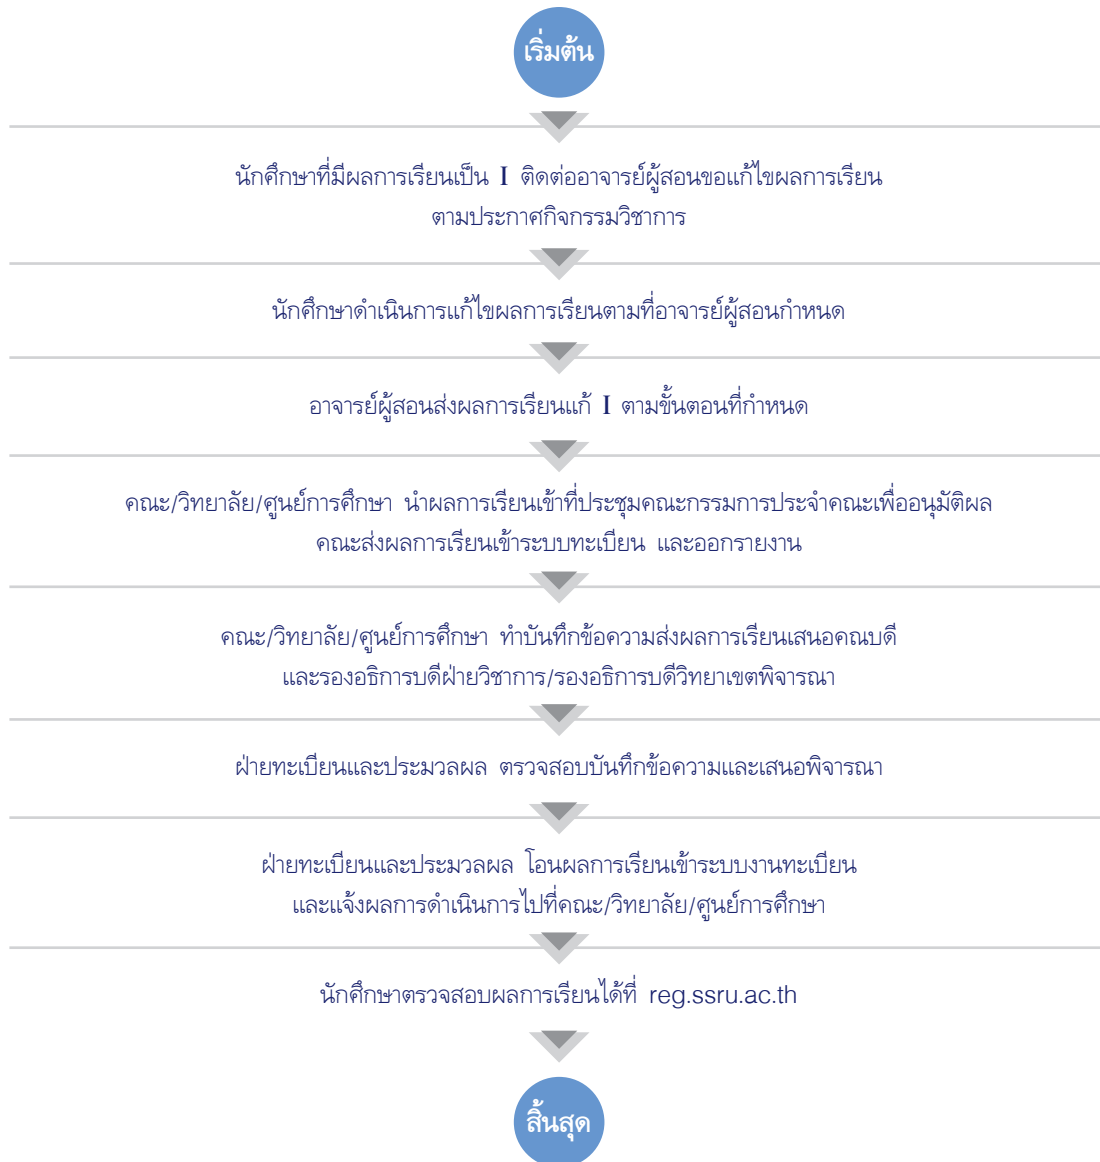 เริ่มต้น
นักศึกษาที่มีผลการเรียนเป็น I ติดต่ออาจารย์ผู้สอนขอแก้ไขผลการเรียน
ตามประกาศกิจกรรมวิชาการ
นักศึกษาดำเนินการแก้ไขผลการเรียนตามที่อาจารย์ผู้สอนกำหนด
อาจารย์ผู้สอนส่งผลการเรียนแก้ I ตามขั้นตอนที่กำหนด
คณะ/วิทยาลัย/ศูนย์การศึกษา นำผลการเรียนเข้าที่ประชุมคณะกรรมการประจำคณะเพื่ออนุมัติผล
คณะส่งผลการเรียนเข้าระบบทะเบียน และออกรายงาน
คณะ/วิทยาลัย/ศูนย์การศึกษา ทำบันทึกข้อความส่งผลการเรียนเสนอคณบดี
และรองอธิการบดีฝ่ายวิชาการ/รองอธิการบดีวิทยาเขตพิจารณา
ฝ่ายทะเบียนและประมวลผล ตรวจสอบบันทึกข้อความและเสนอพิจารณา
ฝ่ายทะเบียนและประมวลผล โอนผลการเรียนเข้าระบบงานทะเบียน
และแจ้งผลการดำเนินการไปที่คณะ/วิทยาลัย/ศูนย์การศึกษา
นักศึกษาตรวจสอบผลการเรียนได้ที่ reg.ssru.ac.th
สิ้นสุด